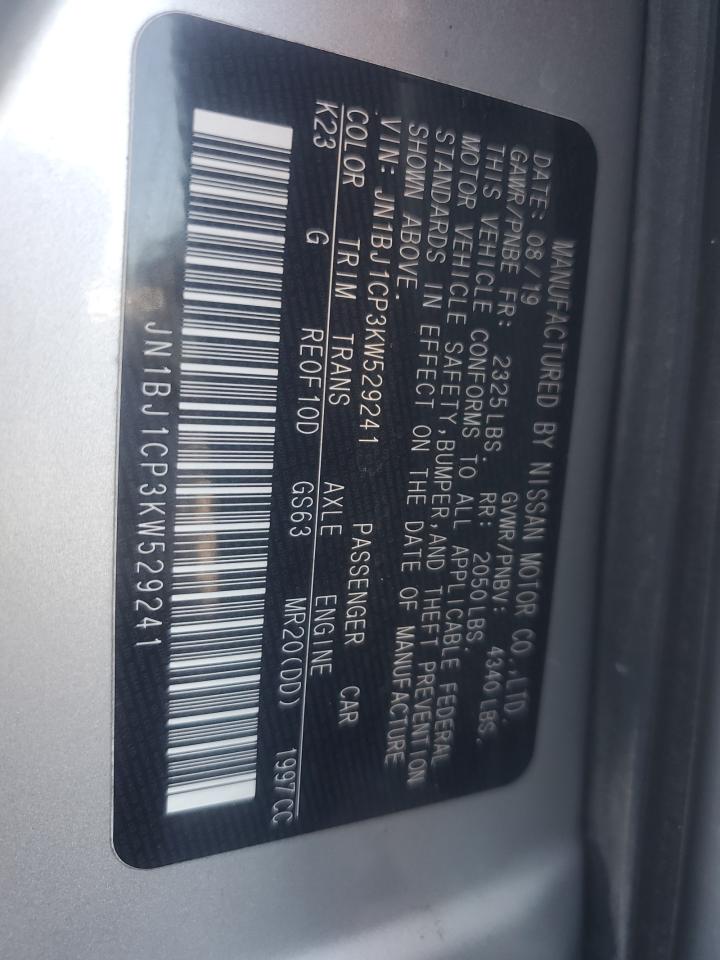 MANUFACTURED BY NISSAN MOTOR CO.,LTD.
DATE: 08/19 GVWR/PNBV: 4340 LBS.
GAWR/PNBE FR: 2325 LBS. RR: 2050 LBS.
THIS VEHICLE CONFORMS TO ALL APPLICABLE FEDERAL
MOTOR VEHICLE SAFETY,BUMPER,AND THEFT PREVENTION
STANDARDS IN EFFECT ON THE DATE OF MANUFACTURE
SHOWN ABOVE.
VIN: JN1BJ1CP3KW529241 PASSENGER CAR
COLOR TRIM TRANS AXLE ENGINE
K23 G RE0F10D GS63 MR20(DD) 1997CC
JN1BJ1CP3KW529241